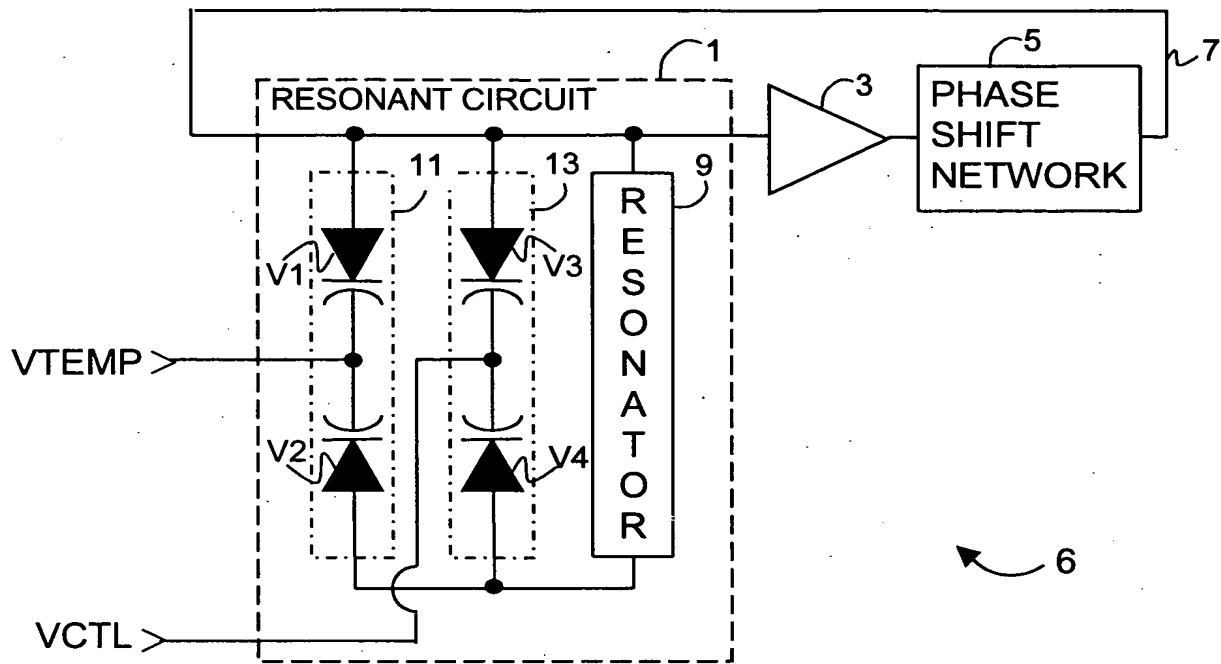 1
5
7
3
RESONANT CIRCUIT
PHASE
SHIFT
NETWORK
11
13
9
RESONATOR
V1
V3
VTEMP
V2
V4
6
VCTL